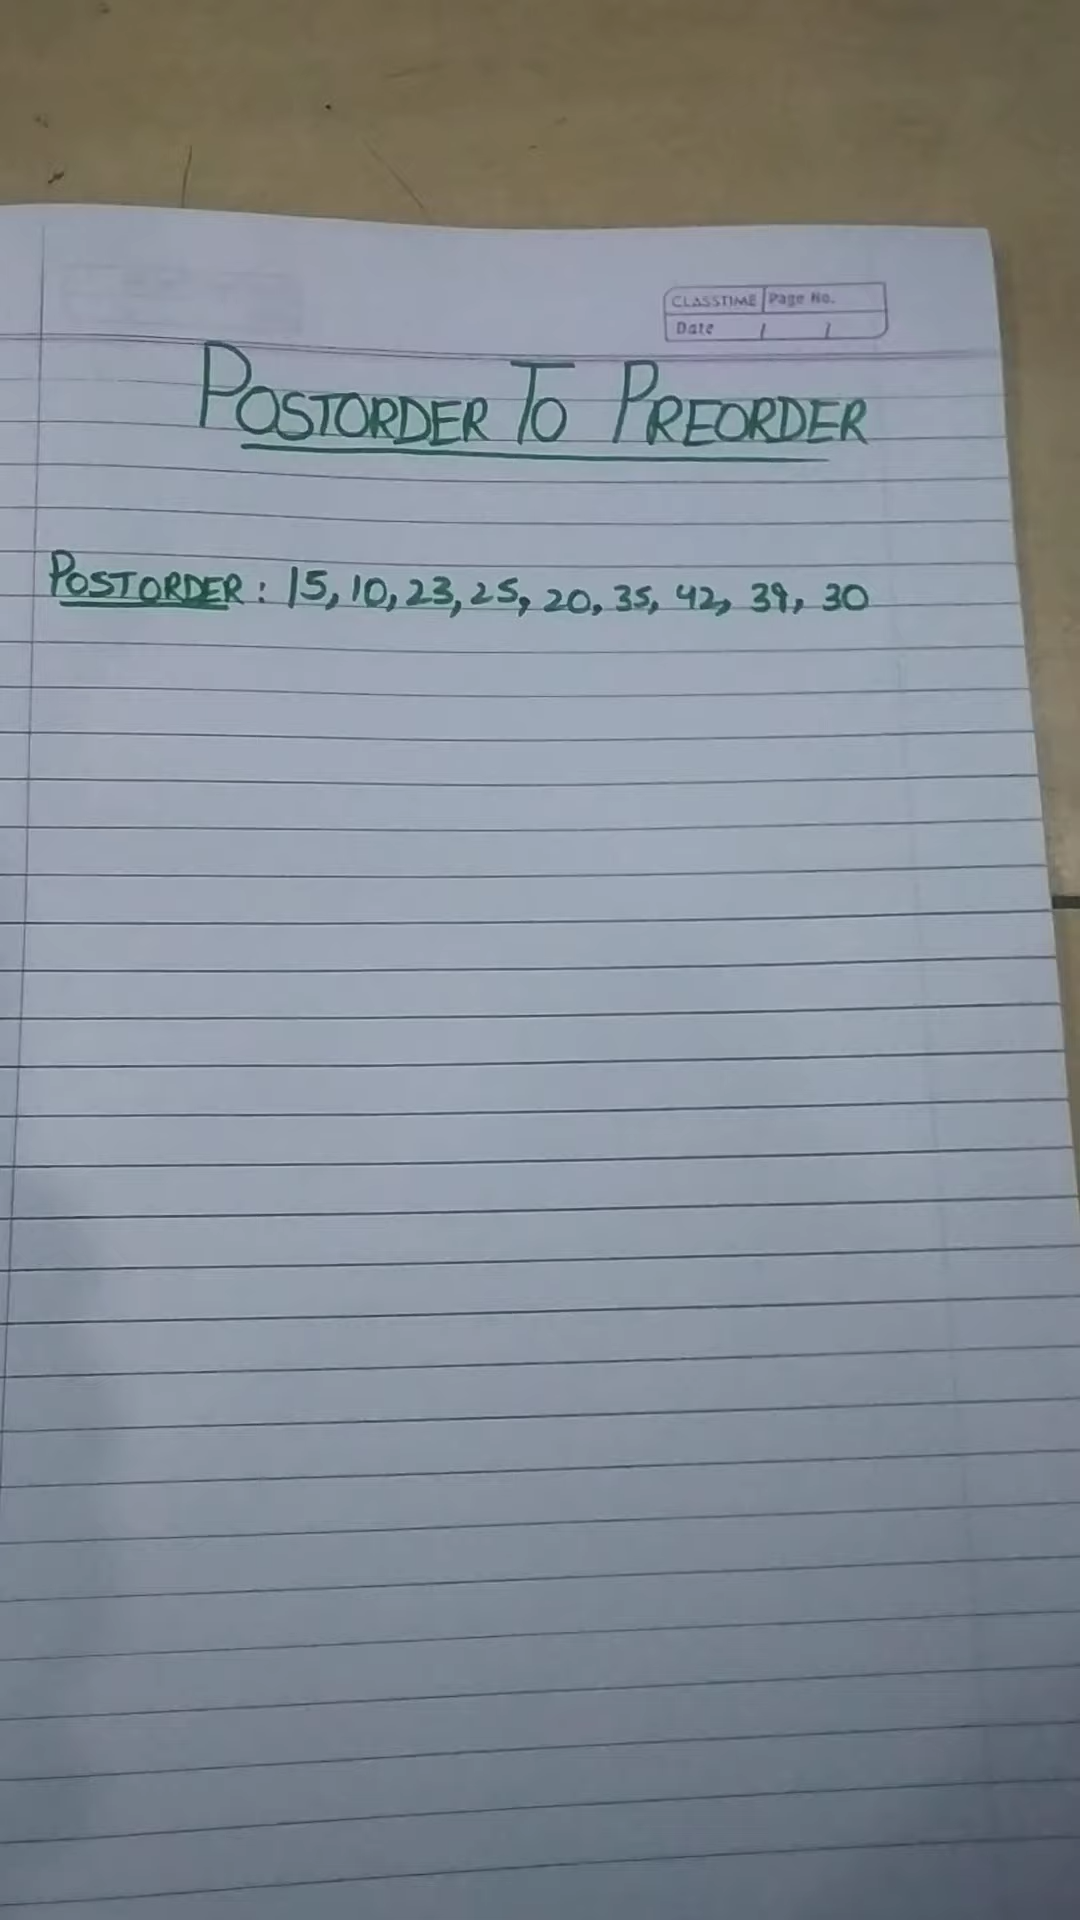 CLASSTIME Page No.
Date / /
POSTORDER TO PREORDER
POSTORDER : 15, 10, 23, 25, 20, 35, 42, 39, 30